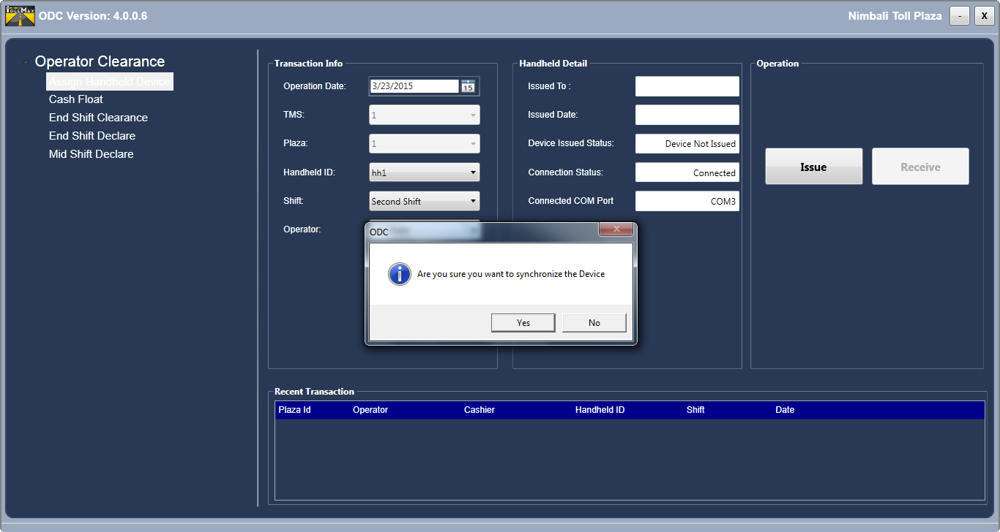 TOLLMAX
ODC Version: 4.0.0.6
Nimbali Toll Plaza
-
X
Operator Clearance
Assign Handheld Device
Cash Float
End Shift Clearance
End Shift Declare
Mid Shift Declare
Transaction Info
Operation Date: 3/23/2015 15
TMS: 1
Plaza: 1
Handheld ID: hh1
Shift: Second Shift
Operator:
Handheld Detail
Issued To :
Issued Date:
Device Issued Status: Device Not Issued
Connection Status: Connected
Connected COM Port COM3
Operation
Issue Receive
ODC
X
Are you sure you want to synchronize the Device
Yes No
Recent Transaction
Plaza Id Operator Cashier Handheld ID Shift Date